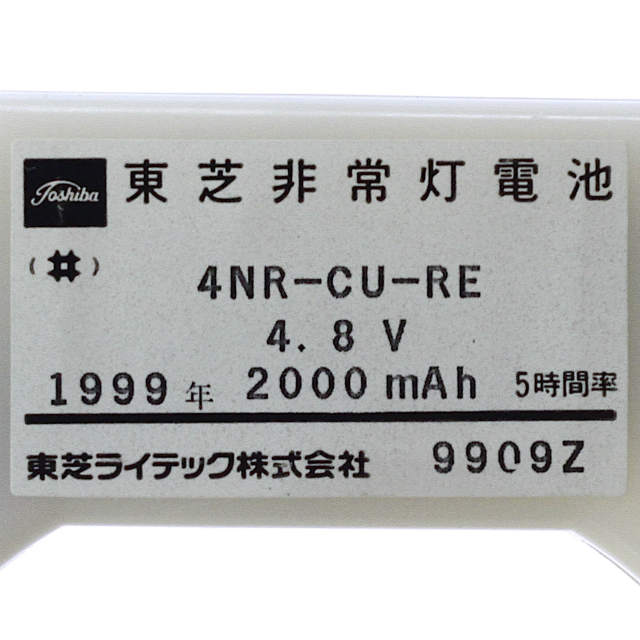 Toshiba 東芝非常灯電池
(井)
4NR-CU-RE
4.8 V
1999年 2000mAh 5時間率
東芝ライテック株式会社 9909Z